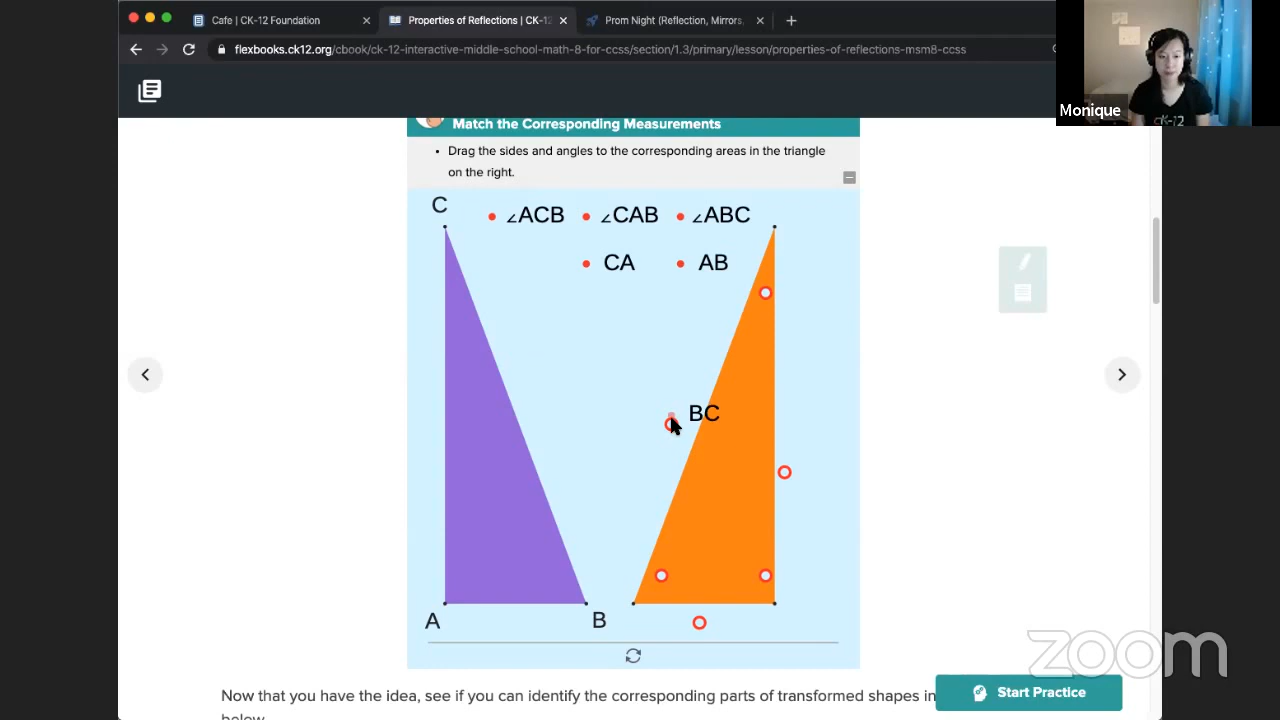 Cafe | CK-12 Foundation
Properties of Reflections | CK-12
Prom Night (Reflection, Mirrors,
flexbooks.ck12.org/cbook/ck-12-interactive-middle-school-math-8-for-ccss/section/1.3/primary/lesson/properties-of-reflections-msm8-ccss
Monique
ck-12
Match the Corresponding Measurements
• Drag the sides and angles to the corresponding areas in the triangle
on the right.
C
∠ACB ∠CAB ∠ABC
CA AB
BC
A B
zoom
Now that you have the idea, see if you can identify the corresponding parts of transformed shapes in
below
Start Practice